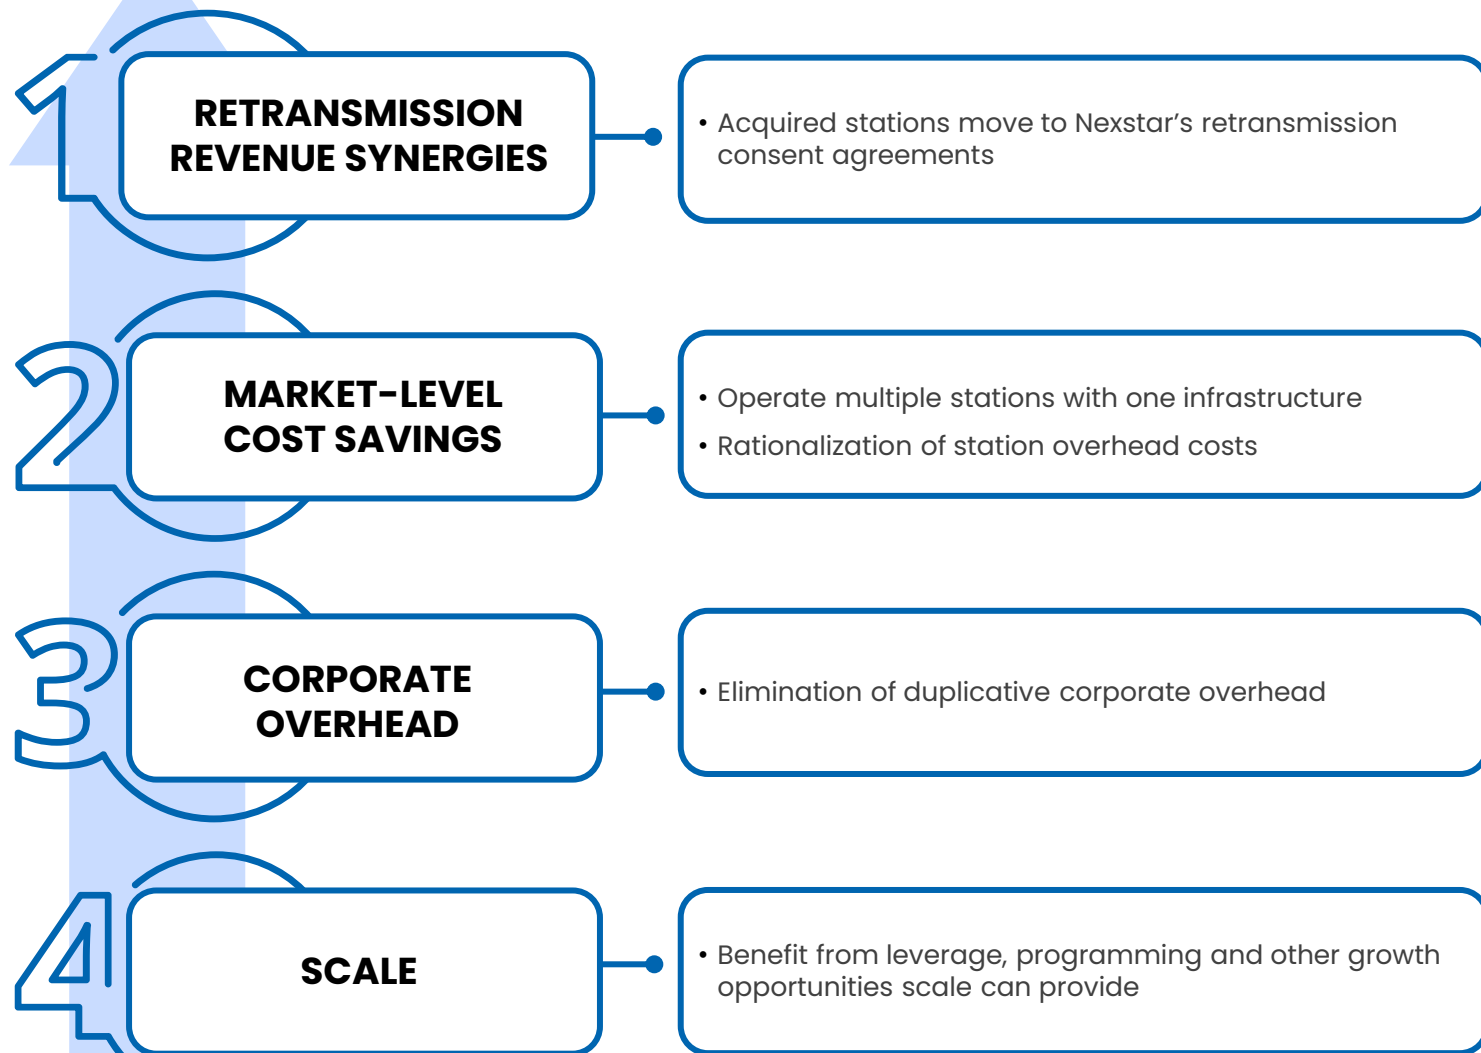 1
RETRANSMISSION
REVENUE SYNERGIES
• Acquired stations move to Nexstar’s retransmission
consent agreements
2
MARKET-LEVEL
COST SAVINGS
• Operate multiple stations with one infrastructure
• Rationalization of station overhead costs
3
CORPORATE
OVERHEAD
• Elimination of duplicative corporate overhead
4
SCALE
• Benefit from leverage, programming and other growth
opportunities scale can provide